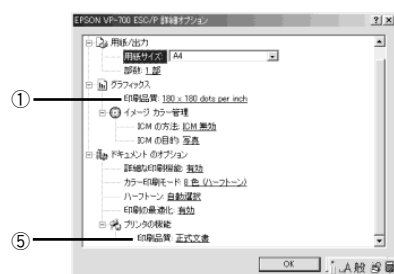 EPSON VP-700 ESC/P 詳細オプション
用紙/出力
用紙サイズ: A4
部数: 1 部
グラフィックス
① 印刷品質: 180 x 180 dots per inch
イメージ カラー管理
ICM の方法: ICM 無効
ICM の目的: 写真
ドキュメント のオプション
詳細な印刷機能: 有効
カラー印刷モード: 8 色 (ハーフトーン)
ハーフトーン: 自動選択
印刷の最適化: 有効
プリンタの機能
⑤ 印刷品質: 正式文書
OK
A 般